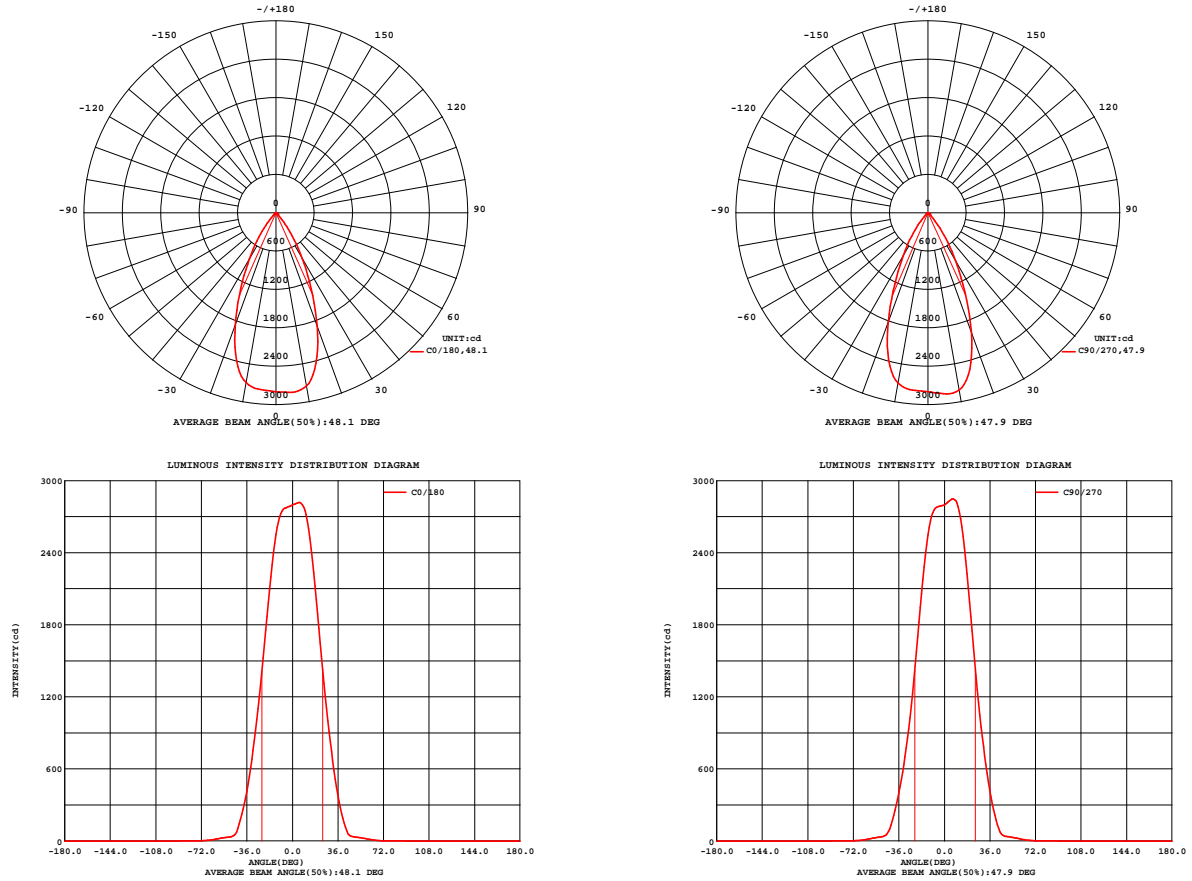 -/+180
-150 150
-120 120
-90 90
-60 60
-30 30
0
0
600
1200
1800
2400
3000
UNIT:cd
C0/180,48.1
AVERAGE BEAM ANGLE(50%):48.1 DEG
-/+180
-150 150
-120 120
-90 90
-60 60
-30 30
0
0
600
1200
1800
2400
3000
UNIT:cd
C90/270,47.9
AVERAGE BEAM ANGLE(50%):47.9 DEG
LUMINOUS INTENSITY DISTRIBUTION DIAGRAM
C0/180
3000
2400
1800
1200
600
0
INTENSITY(cd)
-180.0 -144.0 -108.0 -72.0 -36.0 0.0 36.0 72.0 108.0 144.0 180.0
ANGLE(DEG)
AVERAGE BEAM ANGLE(50%):48.1 DEG
LUMINOUS INTENSITY DISTRIBUTION DIAGRAM
C90/270
3000
2400
1800
1200
600
0
INTENSITY(cd)
-180.0 -144.0 -108.0 -72.0 -36.0 0.0 36.0 72.0 108.0 144.0 180.0
ANGLE(DEG)
AVERAGE BEAM ANGLE(50%):47.9 DEG